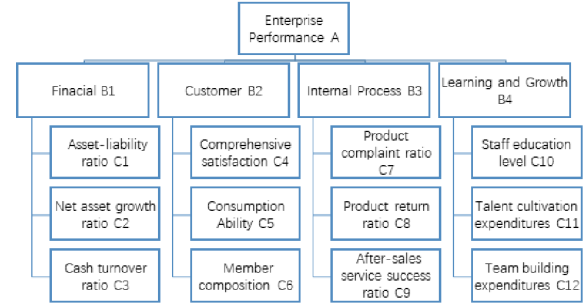 Enterprise
Performance A
Finacial B1
Customer B2
Internal Process B3
Learning and Growth
B4
Asset-liability
ratio C1
Net asset growth
ratio C2
Cash turnover
ratio C3
Comprehensive
satisfaction C4
Consumption
Ability C5
Member
composition C6
Product
complaint ratio
C7
Product return
ratio C8
After-sales
service success
ratio C9
Staff education
level C10
Talent cultivation
expenditures C11
Team building
expenditures C12